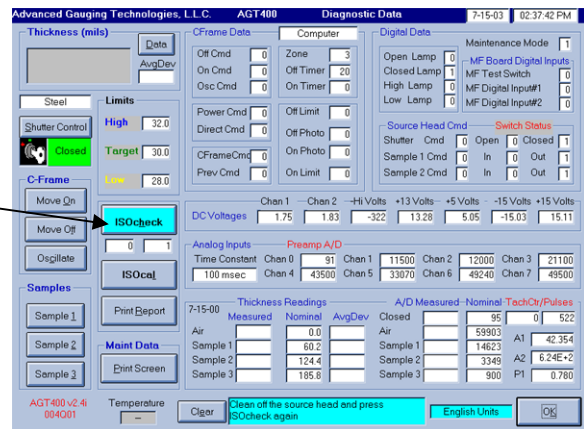 Advanced Gauging Technologies, L.L.C. AGT400 Diagnostic Data 7-15-03 02:37:42 PM
Thickness (mils)
Data
AvgDev
Steel
Shutter Control
Closed
Limits
High 32.0
Target 30.0
Low 28.0
C-Frame
Move On
Move Off
Oscillate
ISOcheck
0 1
ISOcal
Samples
Sample 1
Sample 2
Sample 3
Print Report
Maint Data
Print Screen
AGT400 v2.4i
004Q01
Temperature
--
CFrame Data
Computer
Off Cmd 0 Zone 3
On Cmd 0 Off Timer 20
Osc Cmd 0 On Timer 0
Power Cmd 0 Off Limit 0
Direct Cmd 0 Off Photo 0
CFrameCmd 0 On Photo 0
Prev Cmd 0 On Limit 0
Digital Data
Maintenance Mode 1
Open Lamp 0
Closed Lamp 1
High Lamp 0
Low Lamp 0
MF Board Digital Inputs
MF Test Switch 0
MF Digital Input#1 0
MF Digital Input#2 0
Source Head Cmd Switch Status
Shutter Cmd 0 Open 0 Closed 1
Sample 1 Cmd 0 In 0 Out 1
Sample 2 Cmd 0 In 0 Out 1
Chan 1 Chan 2 -Hi Volts +13 Volts +5 Volts -15 Volts +15 Volts
DC Voltages 1.75 1.83 -322 13.28 5.05 -15.03 15.11
Analog Inputs Preamp A/D
Time Constant Chan 0 91 Chan 1 11500 Chan 2 12000 Chan 3 21100
100 msec Chan 4 43500 Chan 5 33070 Chan 6 49240 Chan 7 49500
7-15-00 Thickness Readings
Measured Nominal AvgDev
Air 0.0
Sample 1 60.2
Sample 2 124.4
Sample 3 185.8
A/D Measured Nominal
Closed 95
Air 59903
Sample 1 14623
Sample 2 3349
Sample 3 900
TachCtr/Pulses
0 522
A1 42.354
A2 6.24E+2
P1 0.780
Clear
Clean off the source head and press
ISOcheck again
English Units
OK